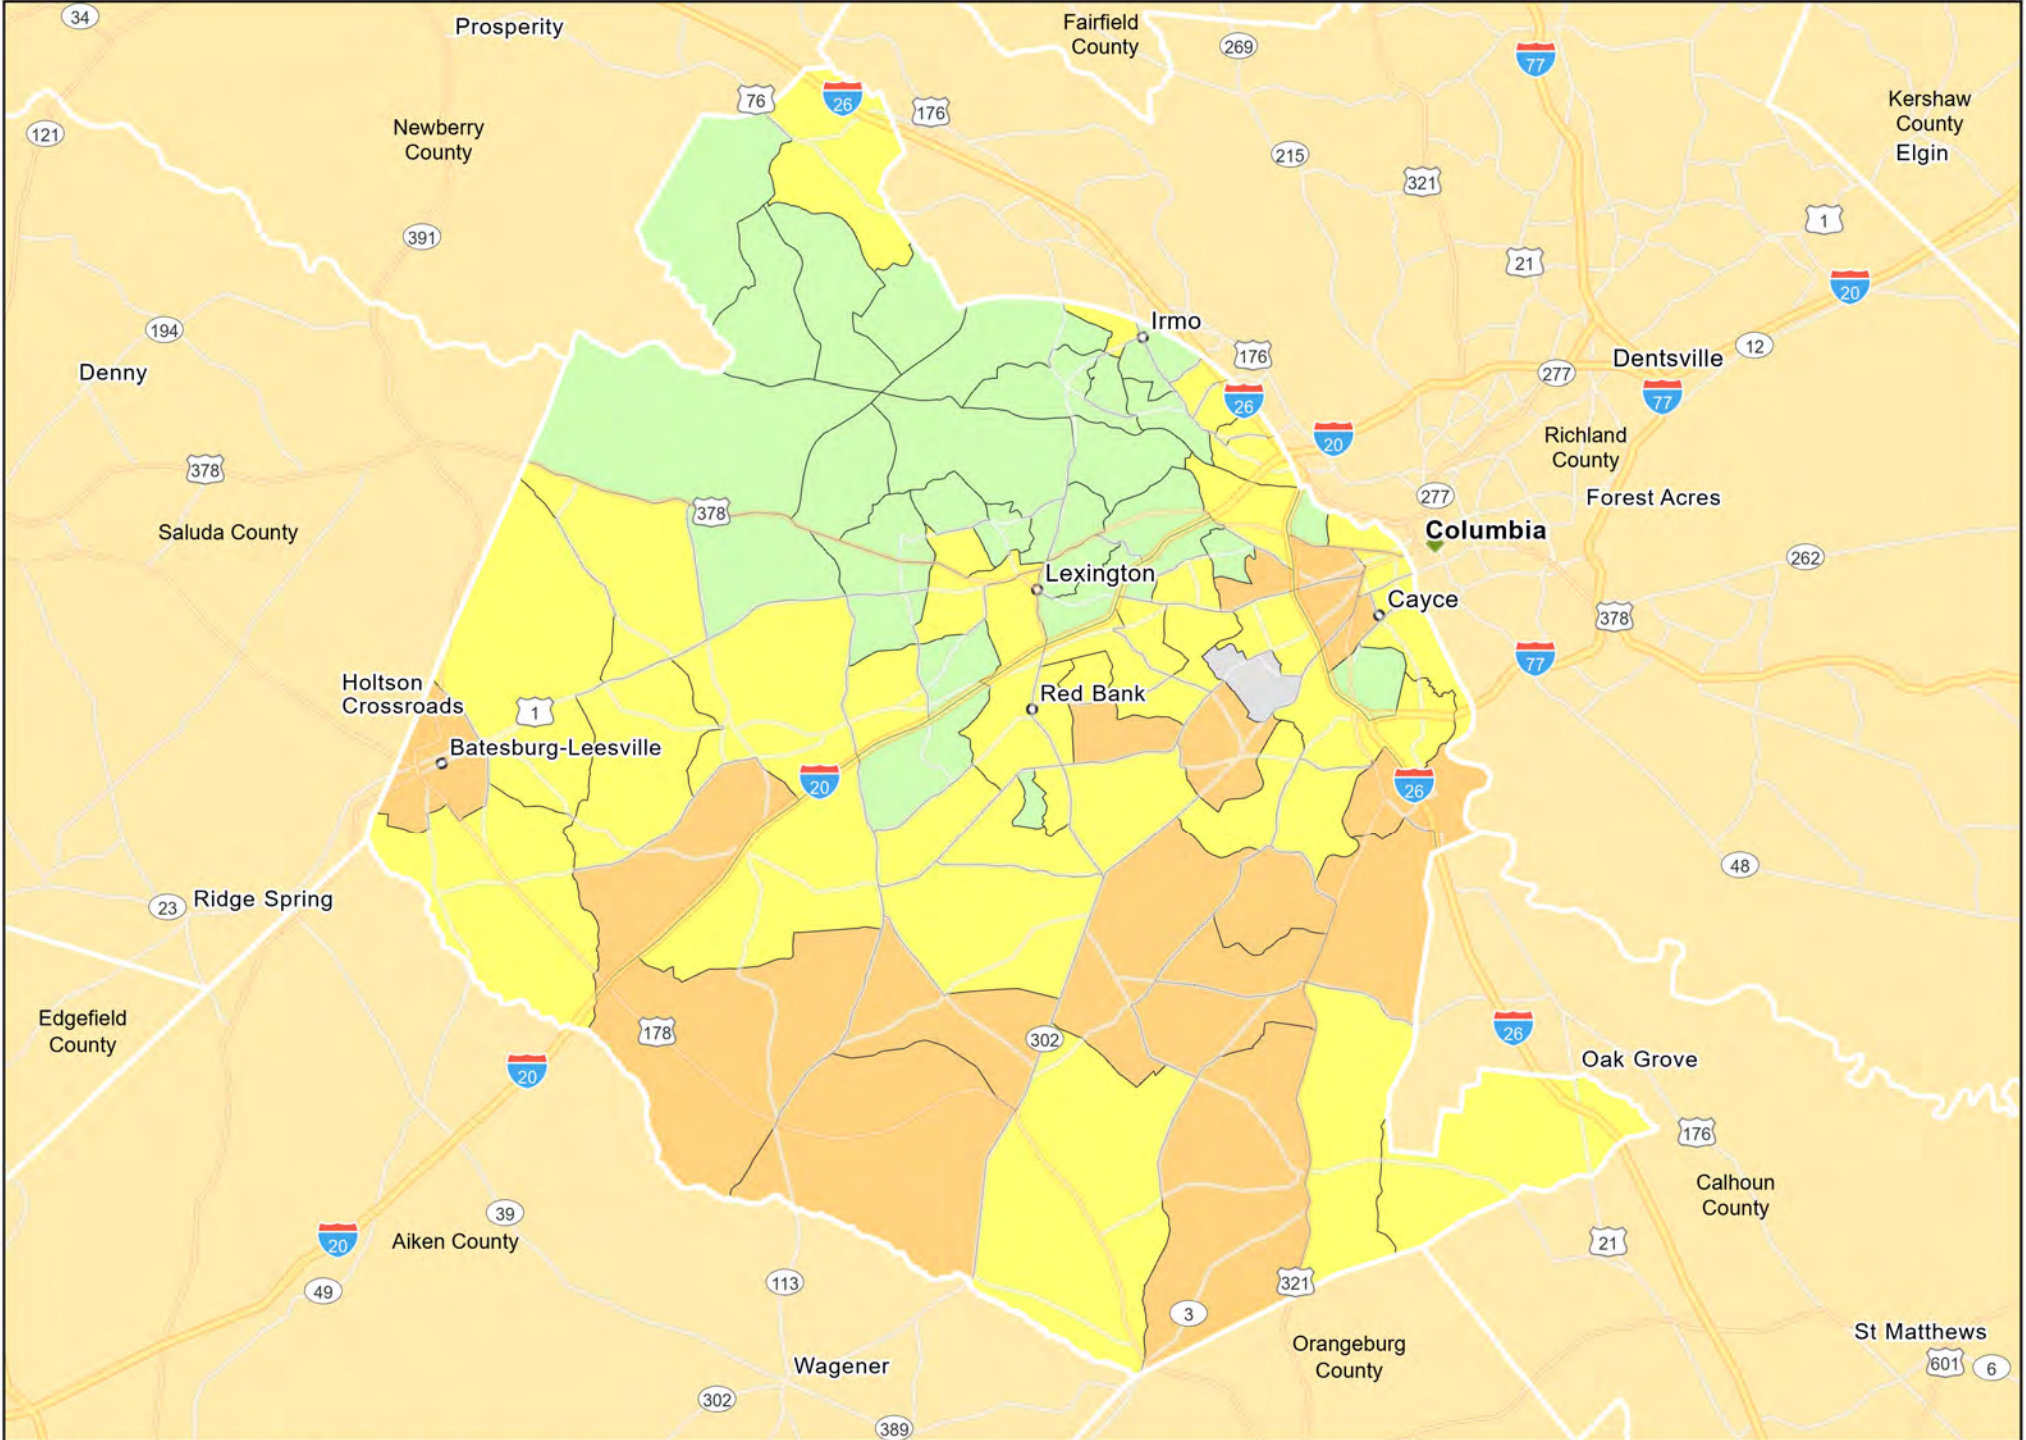 34
Prosperity
Fairfield
County
269
77
76
26
176
Kershaw
County
Elgin
121
Newberry
County
215
321
1
391
21
20
194
Irmo
176
Dentsville
12
Denny
277
26
77
20
Richland
County
378
277
Forest Acres
378
Saluda County
Columbia
262
Lexington
Cayce
378
77
Holtson
Crossroads
Red Bank
1
Batesburg-Leesville
20
26
48
23
Ridge Spring
Edgefield
County
178
302
26
20
Oak Grove
176
Calhoun
County
39
20
Aiken County
21
49
113
321
3
St Matthews
Orangeburg
County
Wagener
601
6
302
389